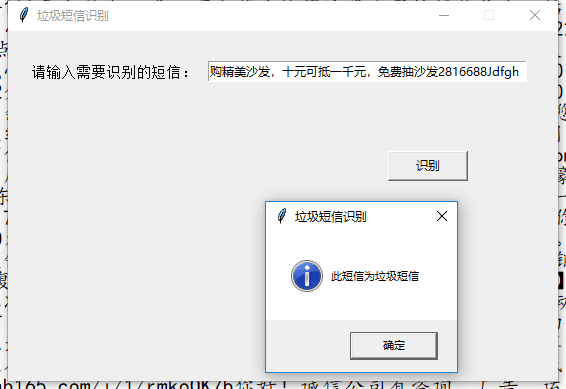 垃圾短信识别
请输入需要识别的短信：
购精美沙发，十元可抵一千元，免费抽沙发2816688Jdfgh
识别
垃圾短信识别
此短信为垃圾短信
确定